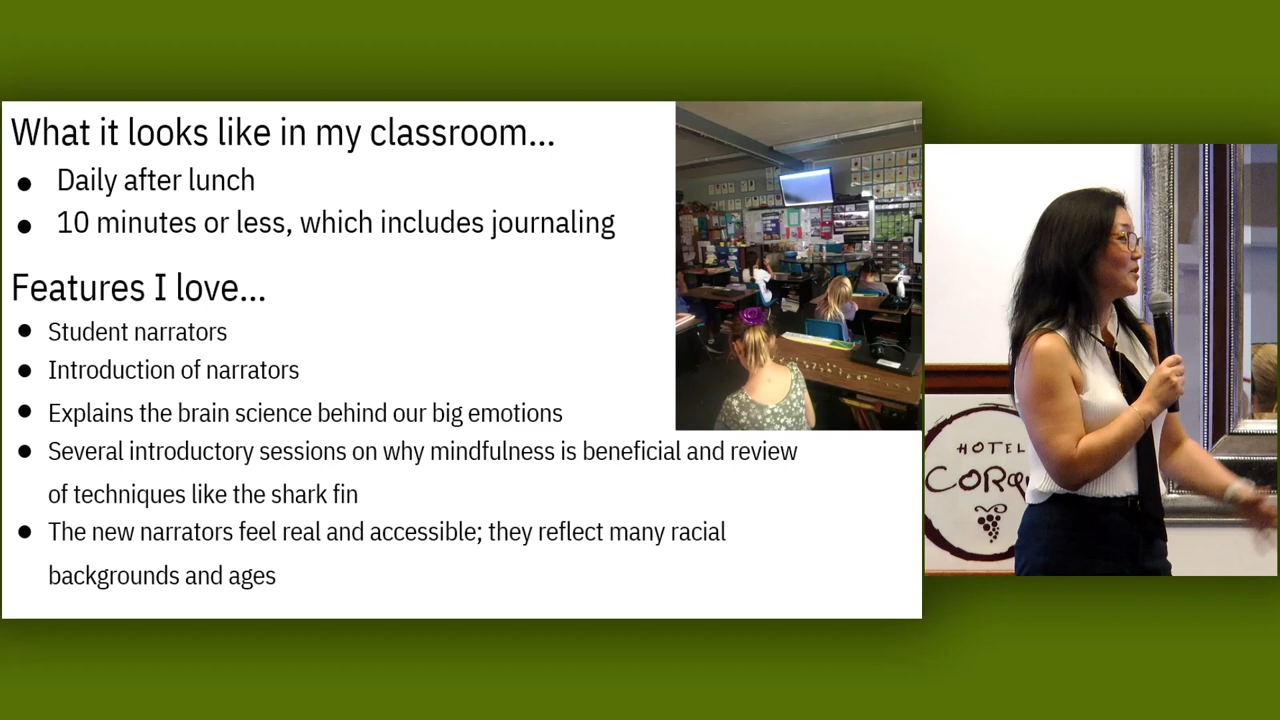 What it looks like in my classroom...
● Daily after lunch
● 10 minutes or less, which includes journaling
Features I love...
● Student narrators
● Introduction of narrators
● Explains the brain science behind our big emotions
● Several introductory sessions on why mindfulness is beneficial and review
of techniques like the shark fin
● The new narrators feel real and accessible; they reflect many racial
backgrounds and ages
HOTEL